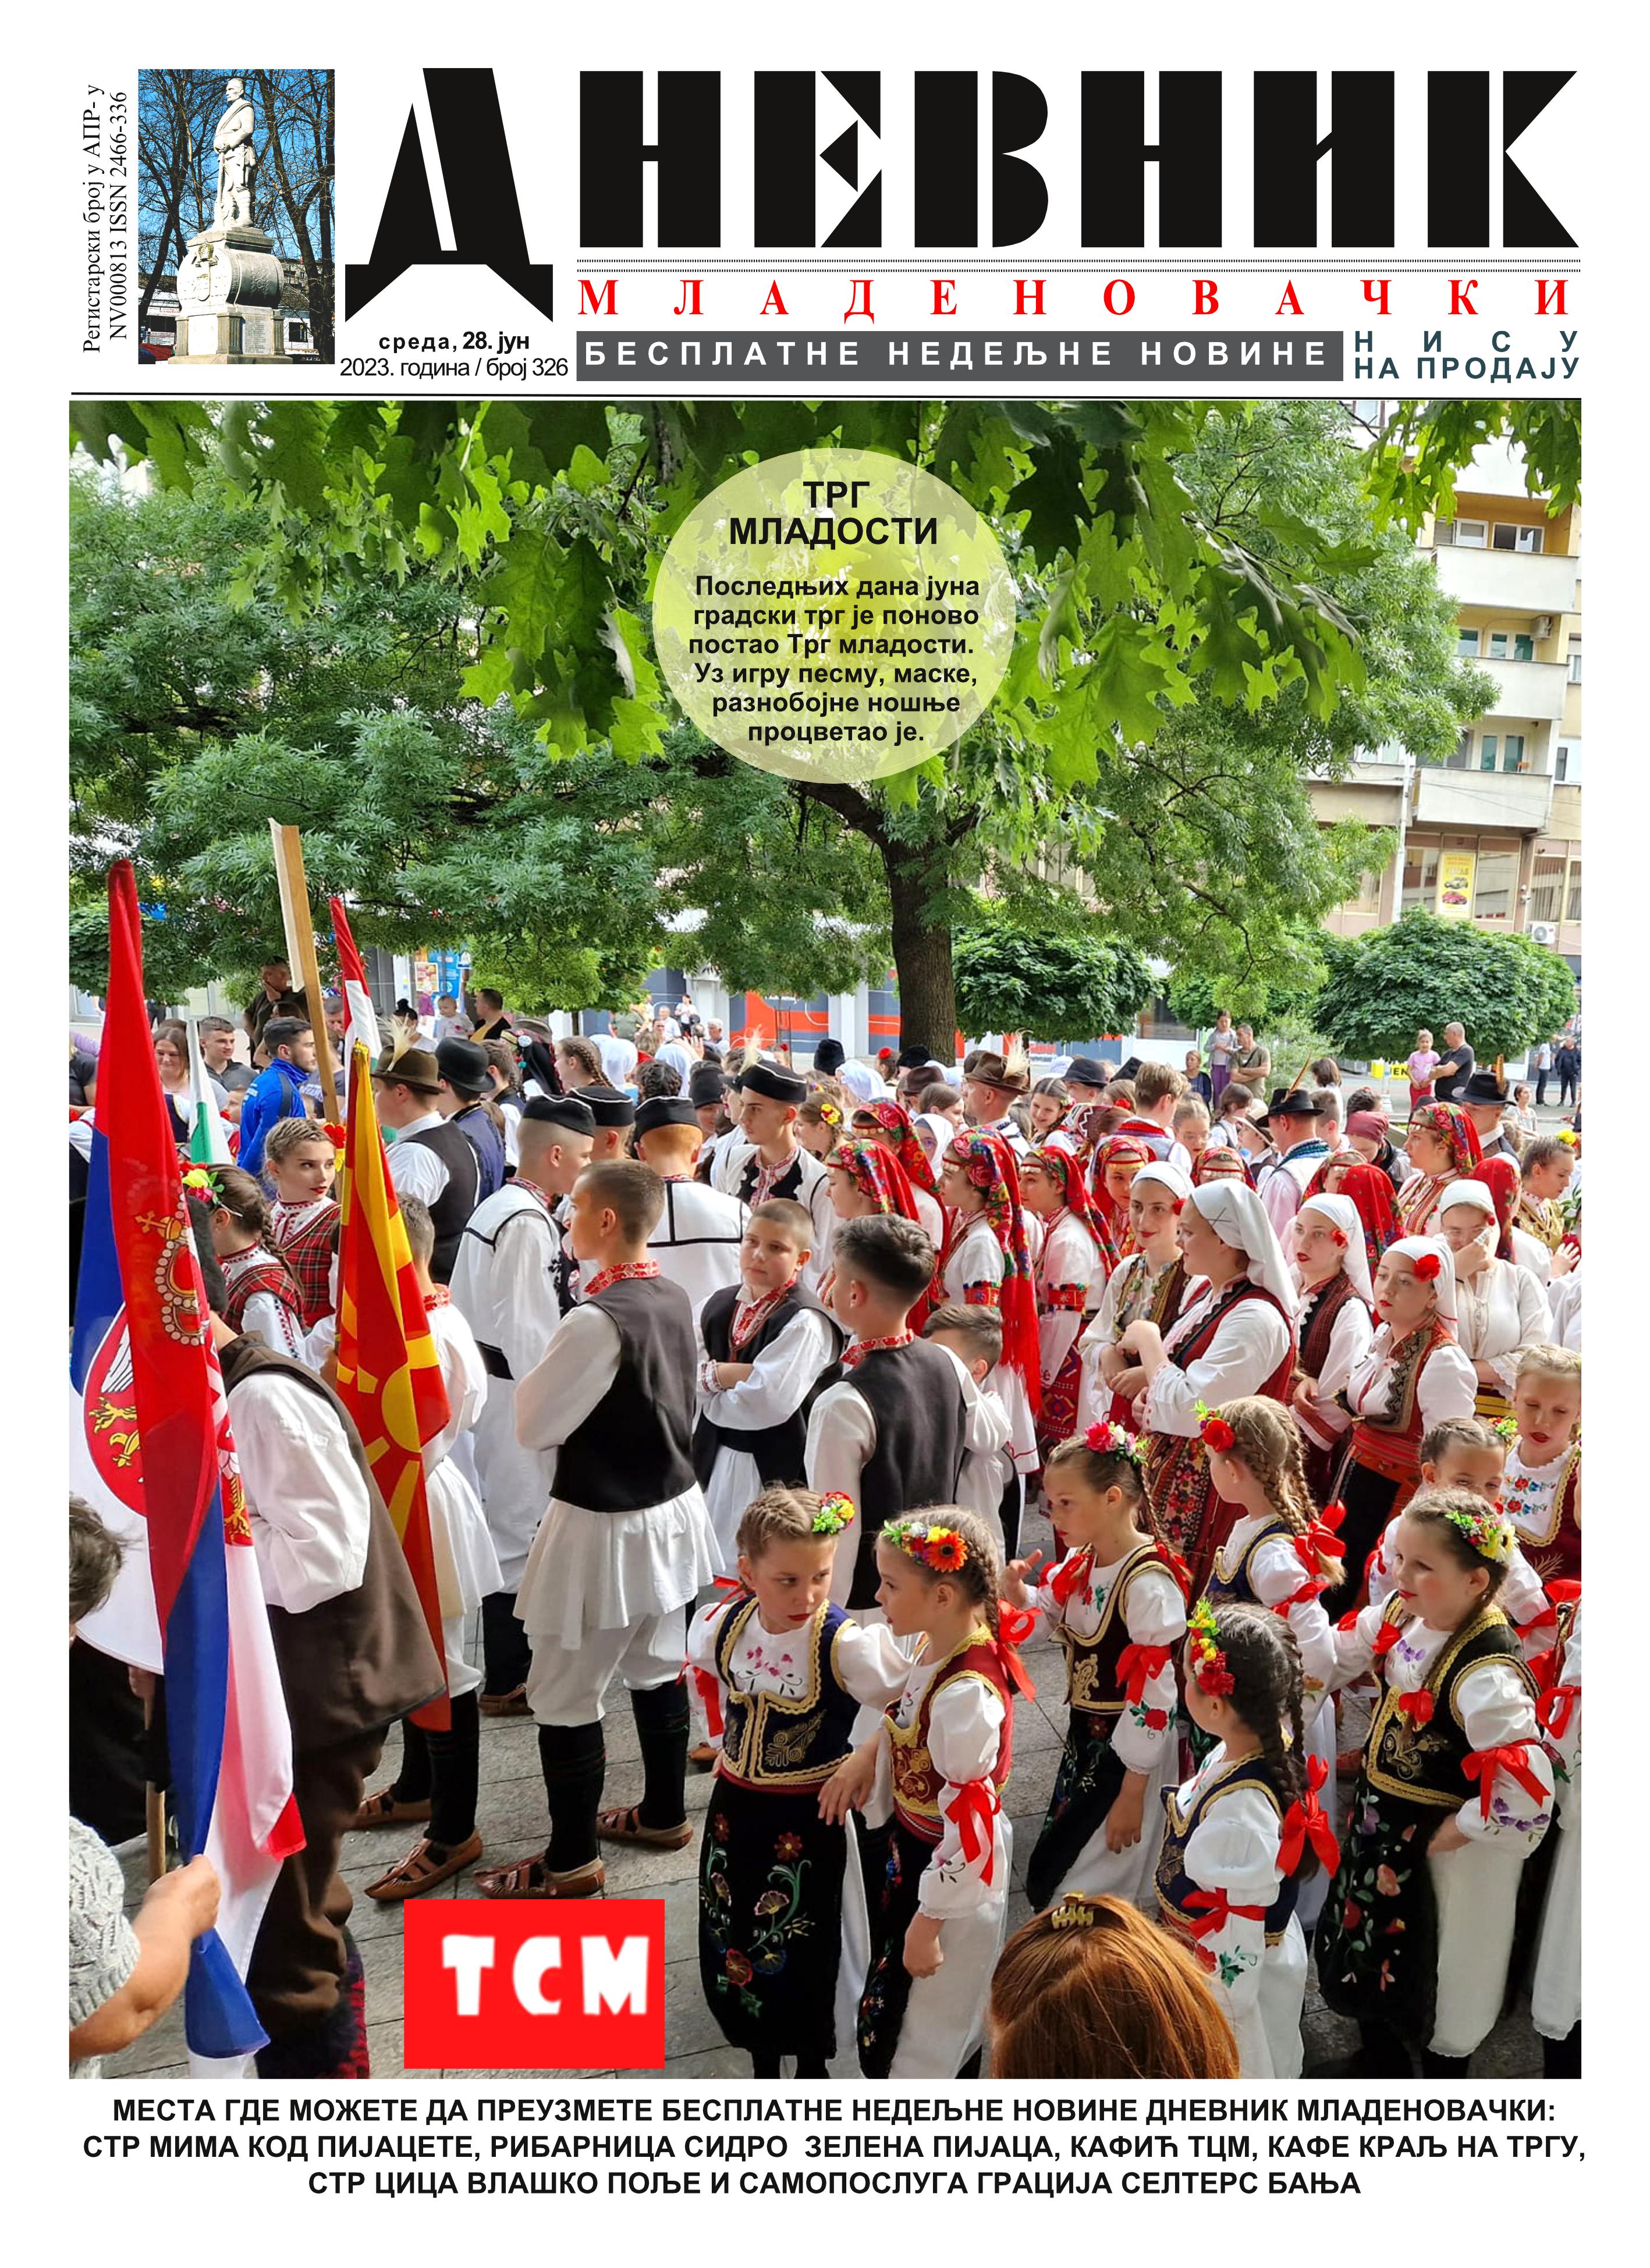 Регистарски број у АПР- у
NV000813 ISSN 2466-336
ДНЕВНИК
МЛАДЕНОВАЧКИ
среда, 28. јун
2023. година / број 326
БЕСПЛАТНЕ НЕДЕЉНЕ НОВИНЕ
НИСУ
НА ПРОДАЈУ
ТРГ
МЛАДОСТИ
Последњих дана јуна
градски трг је поново
постао Трг младости.
Уз игру песму, маске,
разнобојне ношње
процветао је.
ТСМ
МЕСТА ГДЕ МОЖЕТЕ ДА ПРЕУЗМЕТЕ БЕСПЛАТНЕ НЕДЕЉНЕ НОВИНЕ ДНЕВНИК МЛАДЕНОВАЧКИ:
СТР МИМА КОД ПИЈАЦЕТЕ, РИБАРНИЦА СИДРО ЗЕЛЕНА ПИЈАЦА, КАФИЋ ТЦМ, КАФЕ КРАЉ НА ТРГУ,
СТР ЦИЦА ВЛАШКО ПОЉЕ И САМОПОСЛУГА ГРАЦИЈА СЕЛТЕРС БАЊА